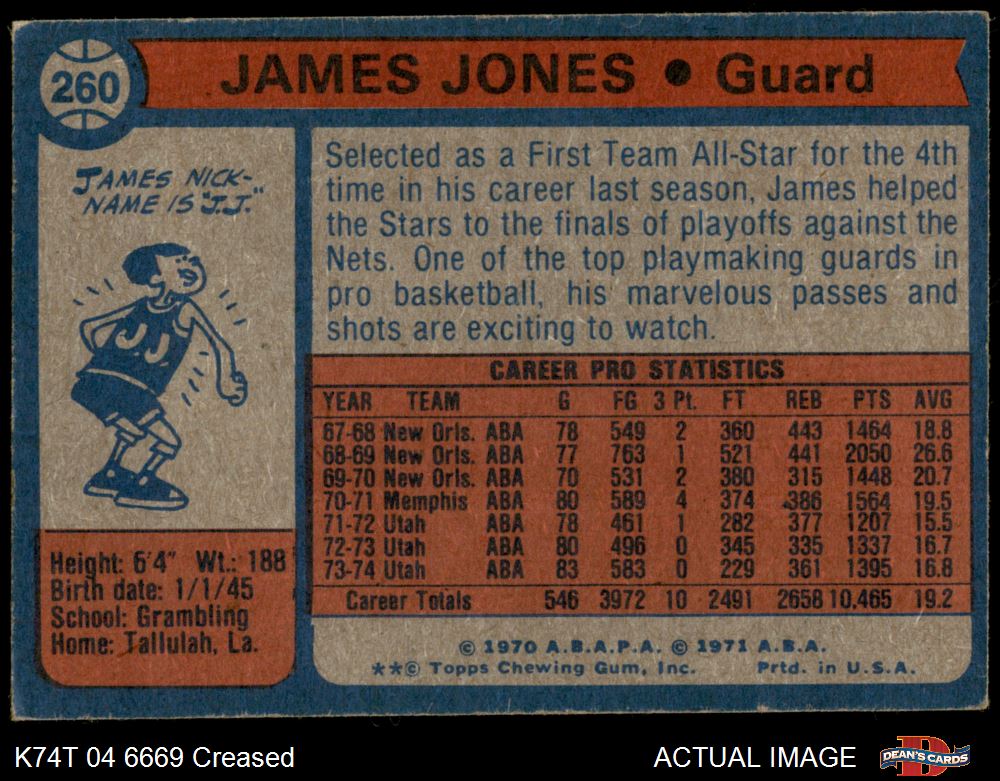 260
JAMES JONES • Guard
JAMES NICK-
NAME IS "J.J."
J.J.
Selected as a First Team All-Star for the 4th
time in his career last season, James helped
the Stars to the finals of playoffs against the
Nets. One of the top playmaking guards in
pro basketball, his marvelous passes and
shots are exciting to watch.
CAREER PRO STATISTICS
YEAR TEAM G FG 3 Pt. FT REB PTS AVG
67-68 New Orls. ABA 78 549 2 360 443 1464 18.8
68-69 New Orls. ABA 77 763 1 521 441 2050 26.6
69-70 New Orls. ABA 70 531 2 380 315 1448 20.7
70-71 Memphis ABA 80 589 4 374 386 1564 19.5
71-72 Utah ABA 78 461 1 282 377 1207 15.5
72-73 Utah ABA 80 496 0 345 335 1337 16.7
73-74 Utah ABA 83 583 0 229 361 1395 16.8
Career Totals 546 3972 10 2491 2658 10,465 19.2
Height: 6'4" Wt.: 188
Birth date: 1/1/45
School: Grambling
Home: Tallulah, La.
© 1970 A.B.A.P.A. © 1971 A.B.A.
**© Topps Chewing Gum, Inc. Prtd. in U.S.A.
K74T 04 6669 Creased
ACTUAL IMAGE
DEAN'S CARDS